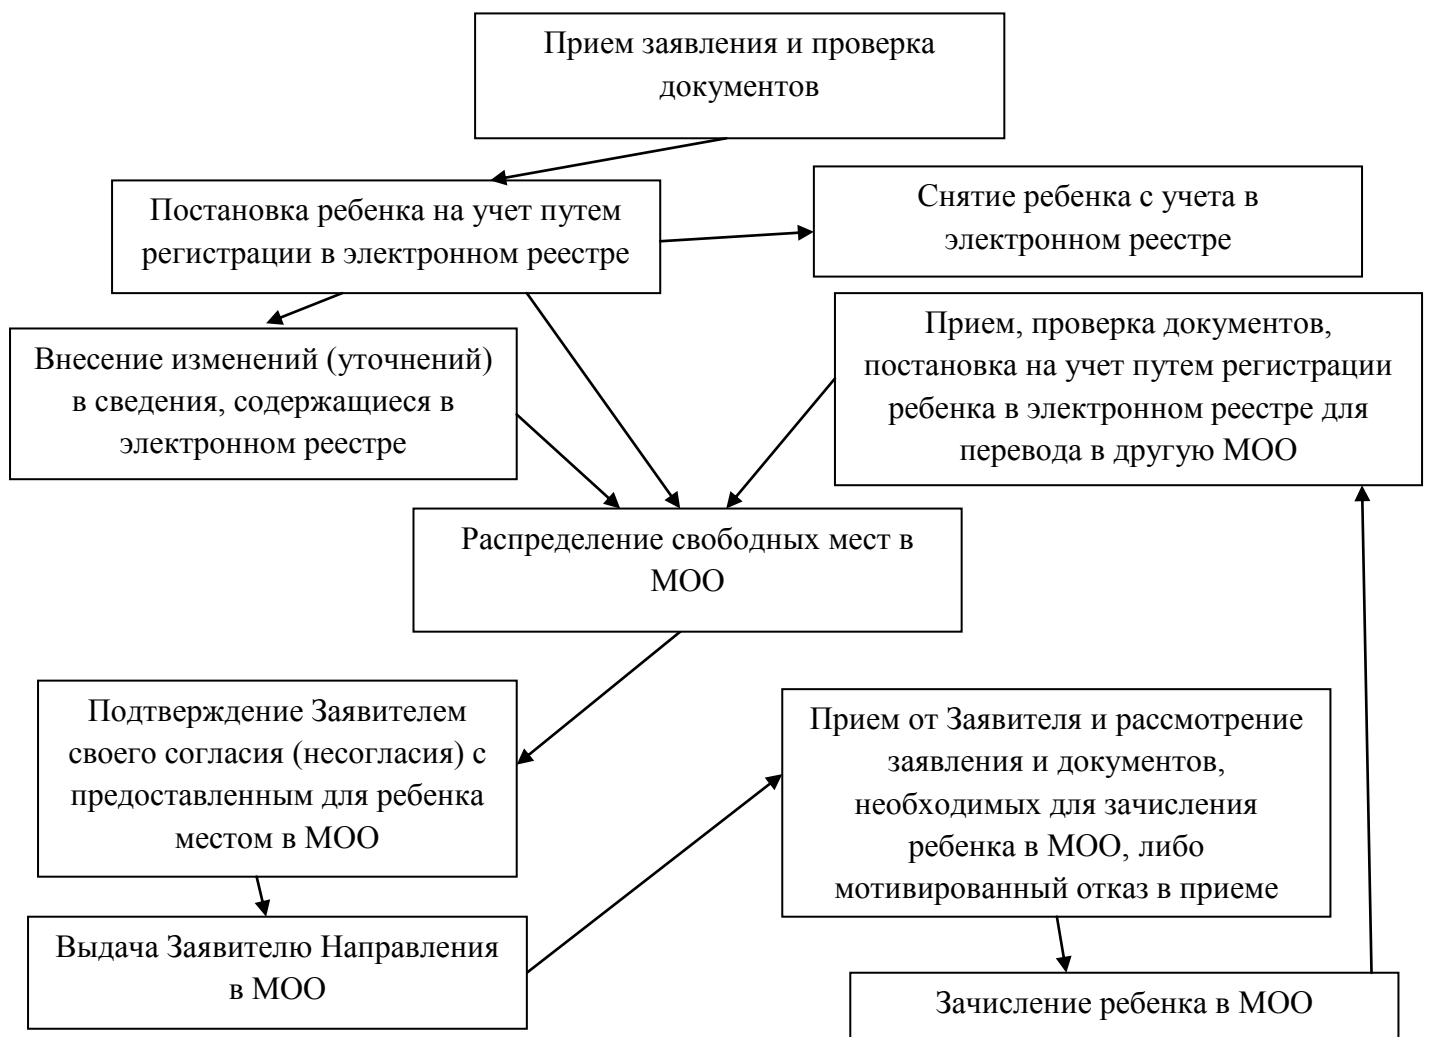 Прием заявления и проверка
документов
Постановка ребенка на учет путем
регистрации в электронном реестре
Снятие ребенка с учета в
электронном реестре
Внесение изменений (уточнений)
в сведения, содержащиеся в
электронном реестре
Прием, проверка документов,
постановка на учет путем регистрации
ребенка в электронном реестре для
перевода в другую МОО
Распределение свободных мест в
МОО
Подтверждение Заявителем
своего согласия (несогласия) с
предоставленным для ребенка
местом в МОО
Прием от Заявителя и рассмотрение
заявления и документов,
необходимых для зачисления
ребенка в МОО, либо
мотивированный отказ в приеме
Выдача Заявителю Направления
в МОО
Зачисление ребенка в МОО